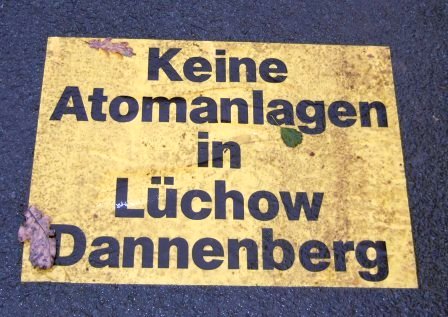 Keine
Atomanlagen
in
Lüchow
Dannenberg